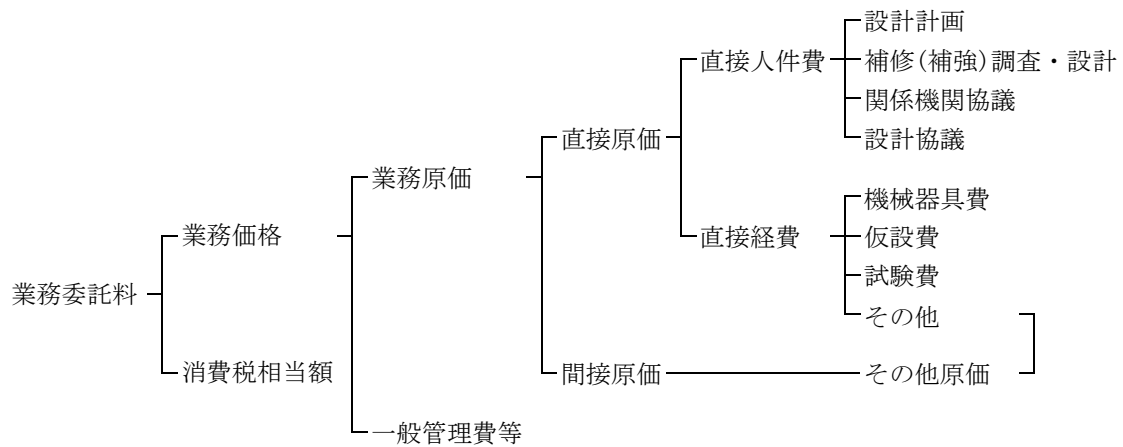 設計計画
直接人件費
補修(補強)調査・設計
関係機関協議
直接原価
設計協議
業務原価
機械器具費
業務価格
直接経費
仮設費
試験費
業務委託料
その他
消費税相当額
間接原価
その他原価
一般管理費等